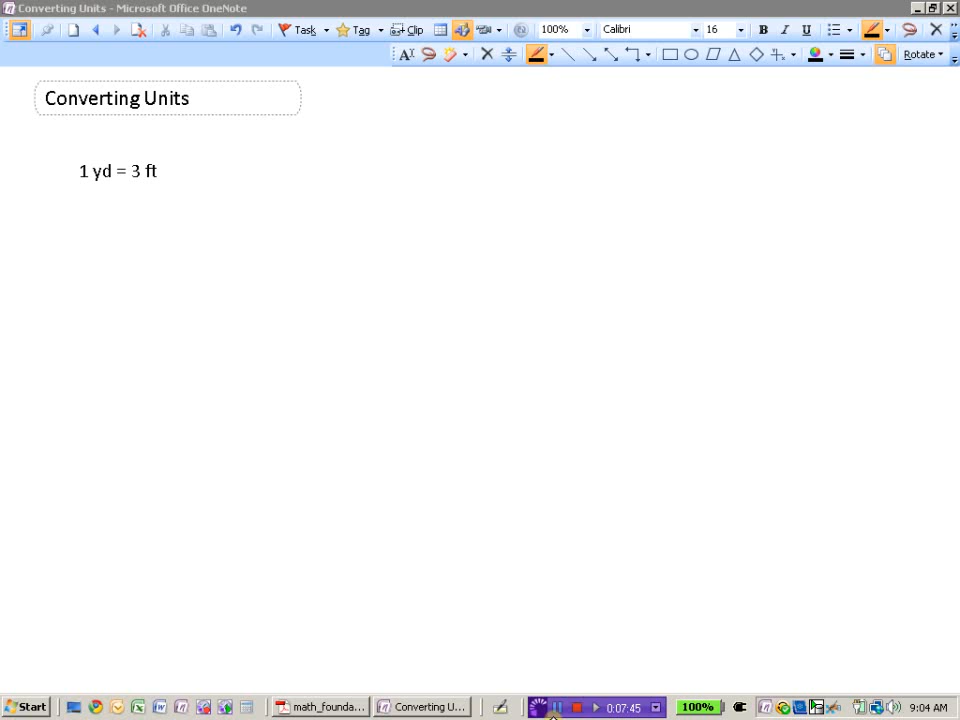 Converting Units - Microsoft Office OneNote
Task Tag Clip 100% Calibri 16 B I U
A Rotate
Converting Units
1 yd = 3 ft
Start math_founda... Converting U... 0:07:45 100% 9:04 AM